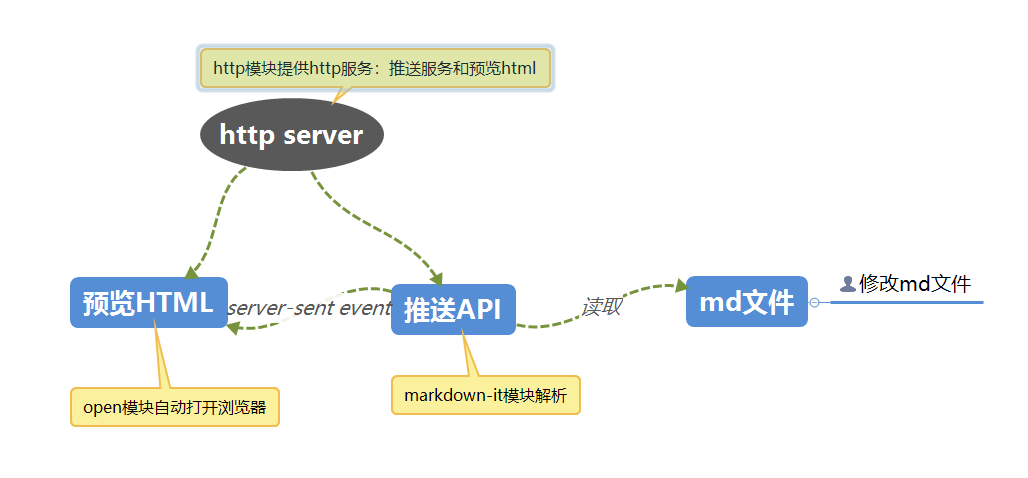 http模块提供http服务：推送服务和预览html
http server
预览HTML
server-sent event
推送API
读取
md文件
修改md文件
open模块自动打开浏览器
markdown-it模块解析